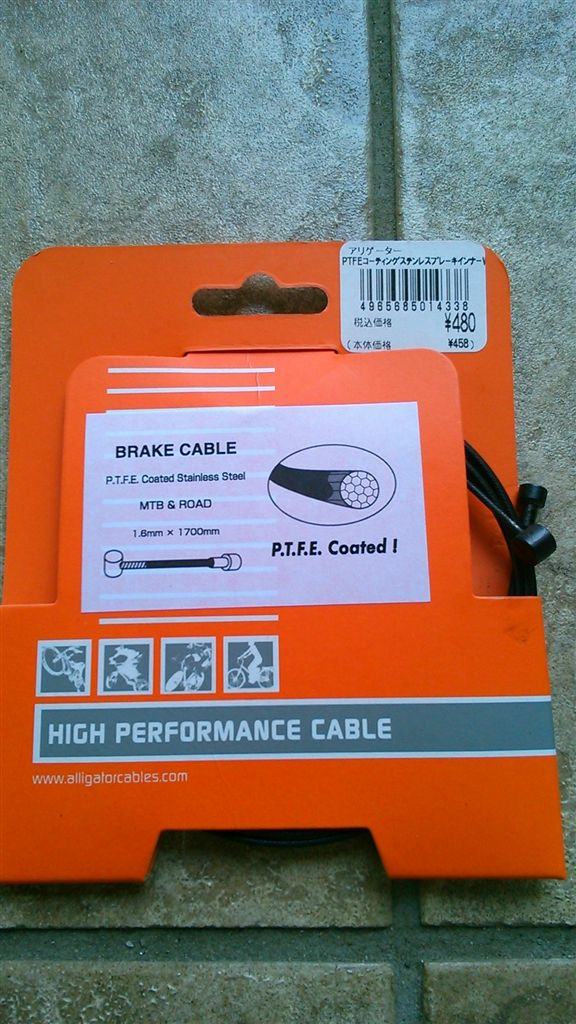 アリゲーター
PTFEコーティングステンレスブレーキインナーW
4965685014338
税込価格 ¥480
(本体価格 ¥458)
BRAKE CABLE
P.T.F.E. Coated Stainless Steel
MTB & ROAD
1.6mm × 1700mm
P.T.F.E. Coated !
HIGH PERFORMANCE CABLE
www.alligatorcables.com